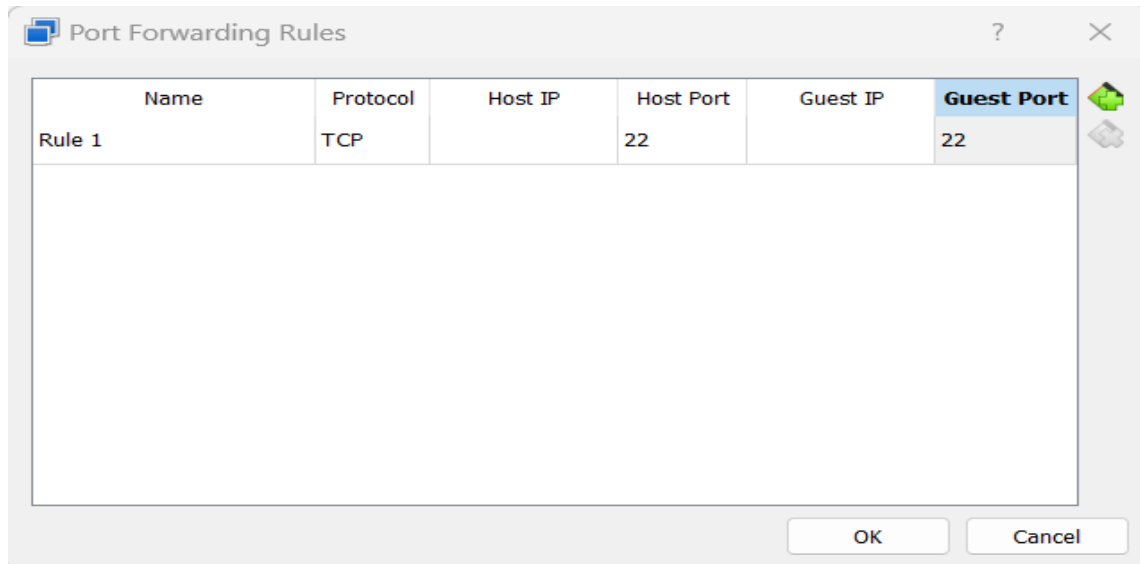 Port Forwarding Rules ?
Name Protocol Host IP Host Port Guest IP Guest Port
Rule 1 TCP 22 22
OK Cancel